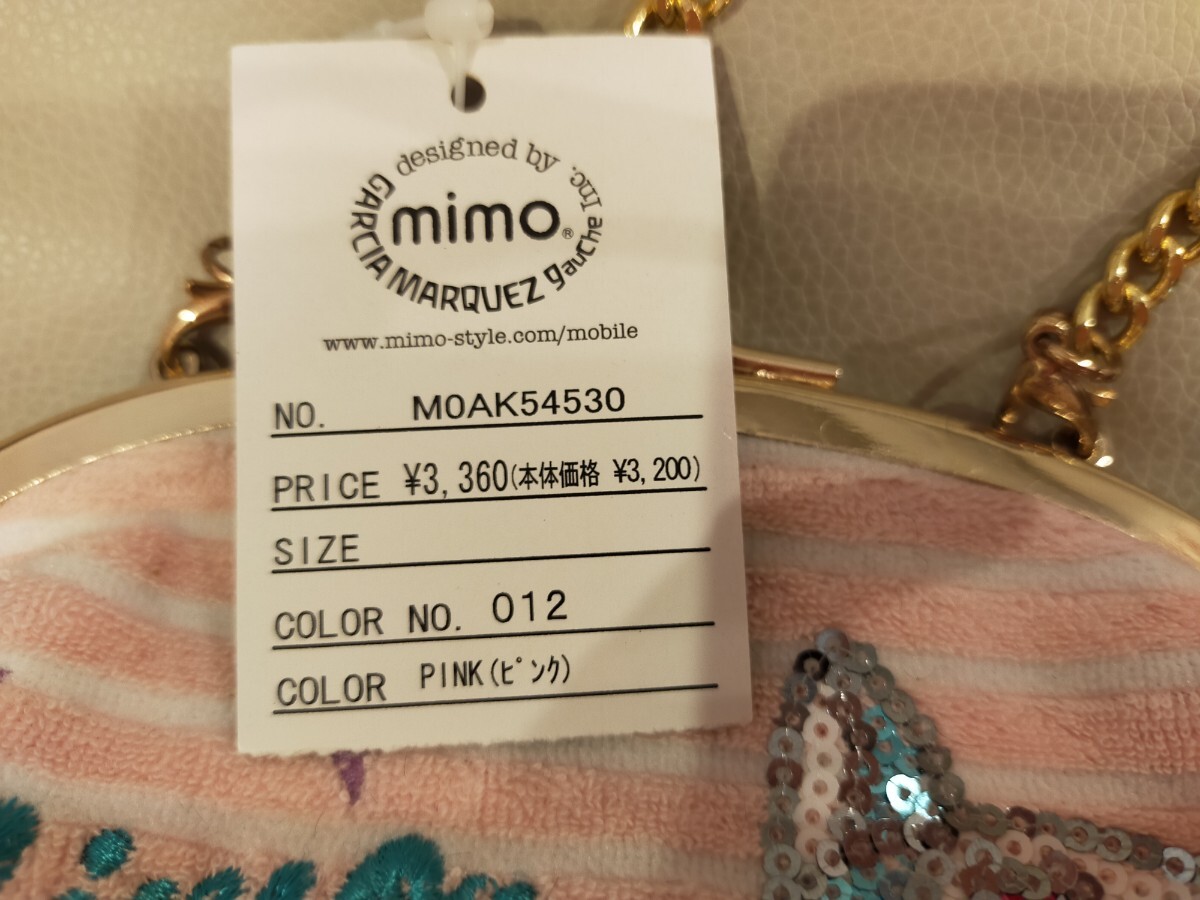 designed by
mimo®
GARCIA MARQUEZ gauche Inc.
www.mimo-style.com/mobile
NO. M0AK54530
PRICE ¥3,360(本体価格 ¥3,200)
SIZE
COLOR NO. 012
COLOR PINK(ﾋﾟﾝｸ)